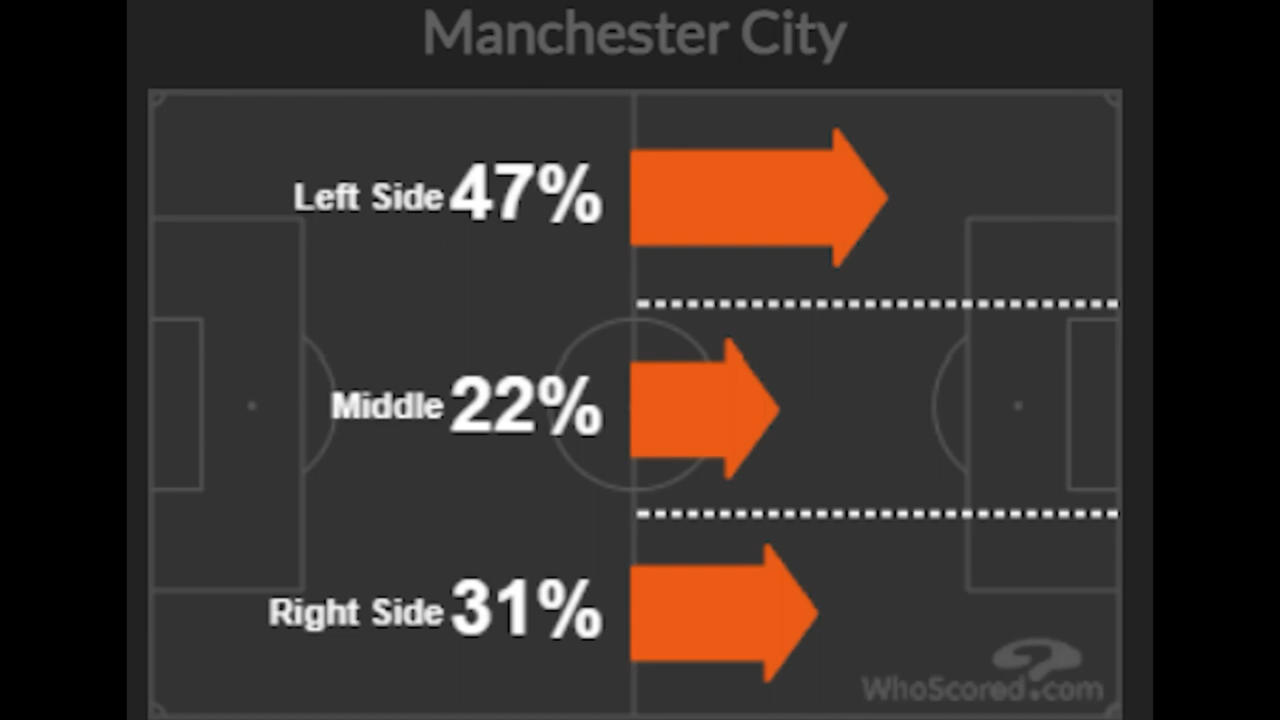 Manchester City
Left Side 47%
Middle 22%
Right Side 31%
WhoScored.com